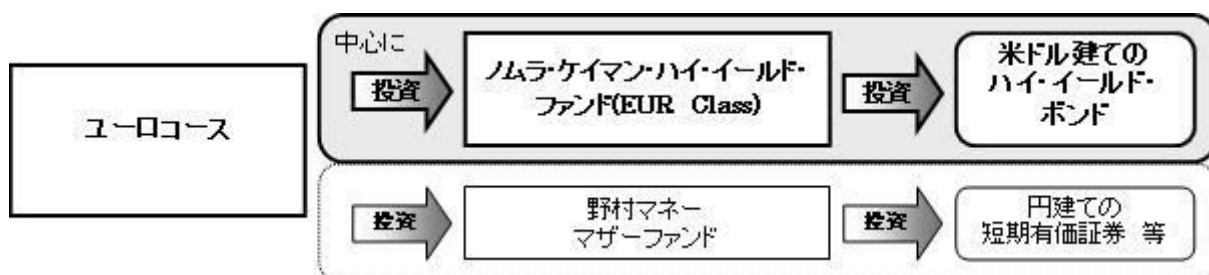 ユーロコース
中心に
投資
ノムラ・ケイマン・ハイ・イールド・
ファンド(EUR Class)
投資
米ドル建ての
ハイ・イールド・
ボンド
投資
野村マネー
マザーファンド
投資
円建ての
短期有価証券 等